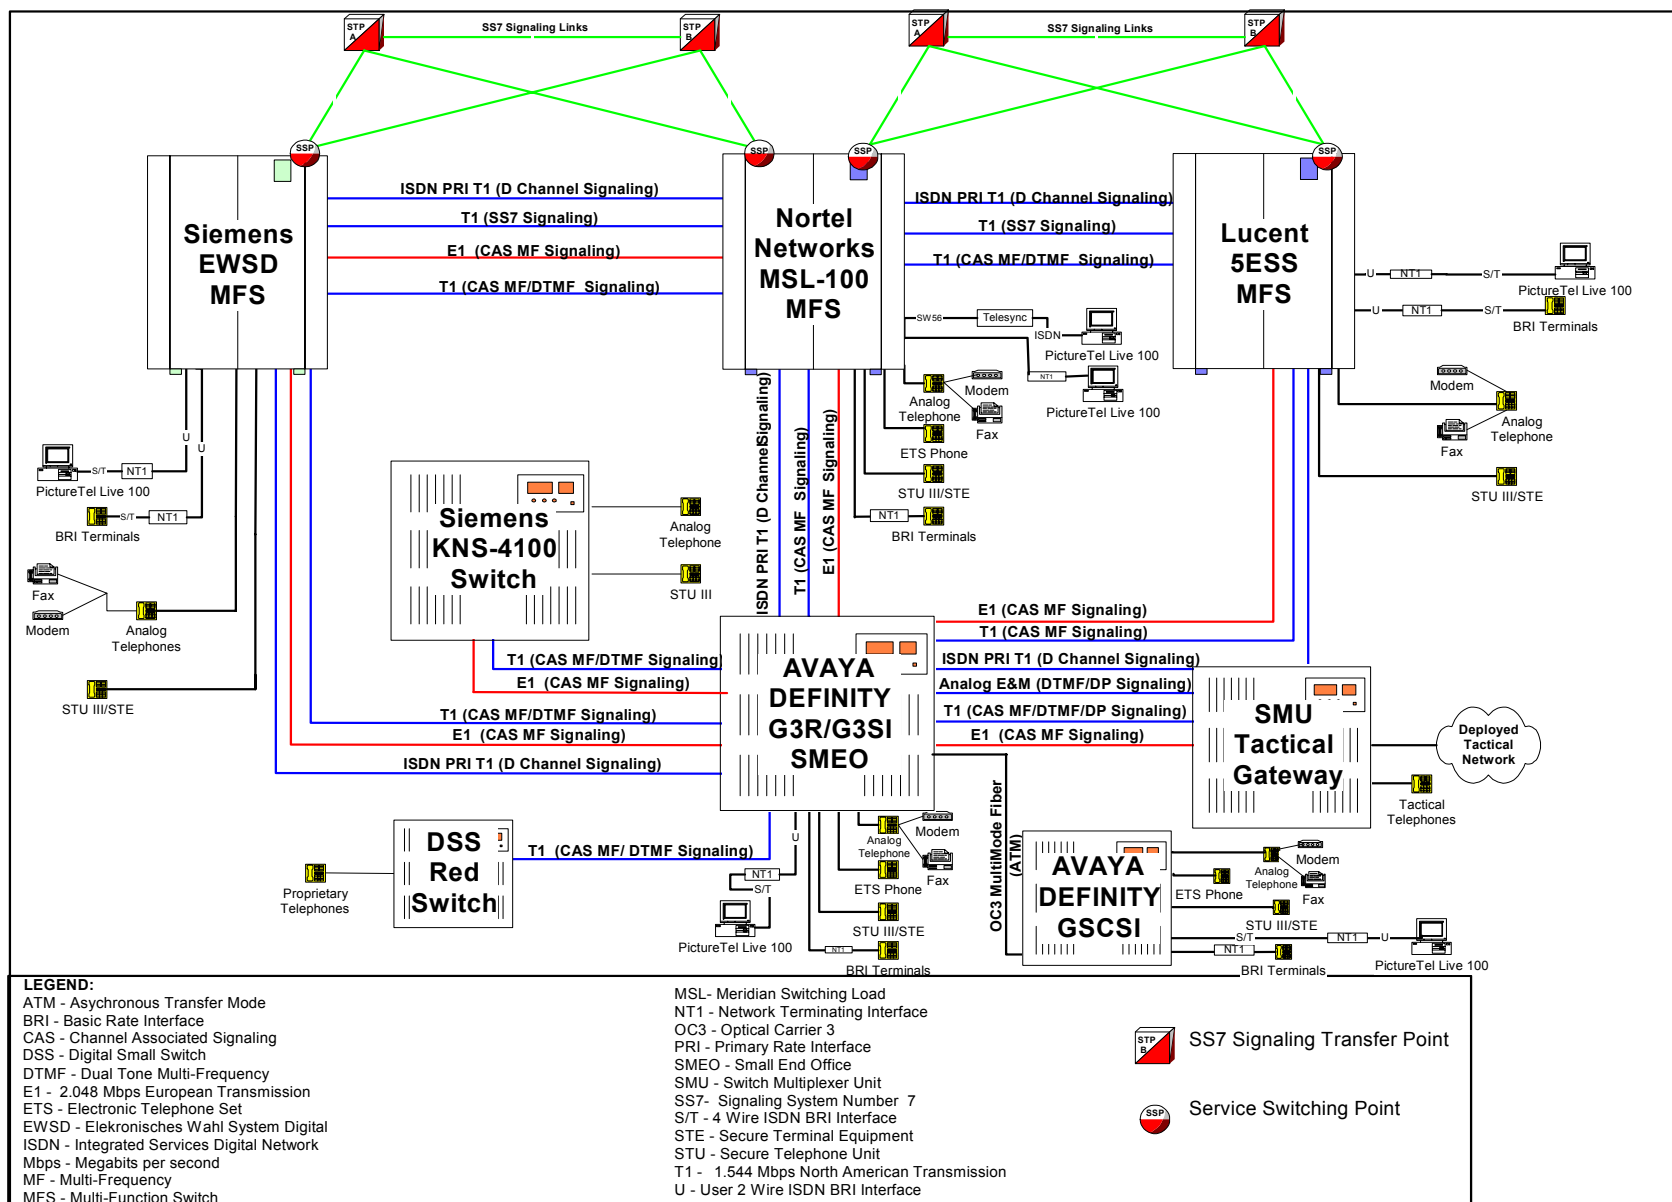 STP
A
SS7 Signaling Links
STP
B
STP
A
SS7 Signaling Links
STP
B
SSP
SSP
SSP
SSP
Siemens
EWSD
MFS
ISDN PRI T1 (D Channel Signaling)
T1 (SS7 Signaling)
E1 (CAS MF Signaling)
T1 (CAS MF/DTMF Signaling)
Nortel
Networks
MSL-100
MFS
ISDN PRI T1 (D Channel Signaling)
T1 (SS7 Signaling)
T1 (CAS MF/DTMF Signaling)
Lucent
5ESS
MFS
U
NT1
S/T
PictureTel Live 100
U
NT1
S/T
BRI Terminals
SW56
Telesync
ISDN
PictureTel Live 100
NT1
PictureTel Live 100
Analog
Telephone
Modem
Fax
ETS Phone
STU III/STE
NT1
BRI Terminals
Modem
Analog
Telephone
Fax
STU III/STE
U
U
S/T
NT1
PictureTel Live 100
S/T
NT1
BRI Terminals
Fax
Modem
Analog
Telephones
STU III/STE
Siemens
KNS-4100
Switch
Analog
Telephone
STU III
ISDN PRI T1 (D ChannelSignaling)
T1 (CAS MF Signaling)
E1 (CAS MF Signaling)
E1 (CAS MF Signaling)
T1 (CAS MF Signaling)
T1 (CAS MF/DTMF Signaling)
E1 (CAS MF Signaling)
T1 (CAS MF/DTMF Signaling)
E1 (CAS MF Signaling)
ISDN PRI T1 (D Channel Signaling)
AVAYA
DEFINITY
G3R/G3SI
SMEO
ISDN PRI T1 (D Channel Signaling)
Analog E&M (DTMF/DP Signaling)
T1 (CAS MF/DTMF/DP Signaling)
E1 (CAS MF Signaling)
SMU
Tactical
Gateway
Deployed
Tactical
Network
Tactical
Telephones
DSS
Red
Switch
T1 (CAS MF/ DTMF Signaling)
Proprietary
Telephones
U
NT1
S/T
PictureTel Live 100
Analog
Telephone
Modem
Fax
ETS Phone
STU III/STE
NT1
BRI Terminals
OC3 MultiMode Fiber
(ATM)
AVAYA
DEFINITY
GSCSI
Modem
Analog
Telephone
Fax
ETS Phone
STU III/STE
S/T
NT1
U
PictureTel Live 100
NT1
BRI Terminals
LEGEND:
ATM - Asychronous Transfer Mode
BRI - Basic Rate Interface
CAS - Channel Associated Signaling
DSS - Digital Small Switch
DTMF - Dual Tone Multi-Frequency
E1 - 2.048 Mbps European Transmission
ETS - Electronic Telephone Set
EWSD - Elekronisches Wahl System Digital
ISDN - Integrated Services Digital Network
Mbps - Megabits per second
MF - Multi-Frequency
MFS - Multi-Function Switch
MSL- Meridian Switching Load
NT1 - Network Terminating Interface
OC3 - Optical Carrier 3
PRI - Primary Rate Interface
SMEO - Small End Office
SMU - Switch Multiplexer Unit
SS7- Signaling System Number 7
S/T - 4 Wire ISDN BRI Interface
STE - Secure Terminal Equipment
STU - Secure Telephone Unit
T1 - 1.544 Mbps North American Transmission
U - User 2 Wire ISDN BRI Interface
STP
B
SS7 Signaling Transfer Point
SSP
Service Switching Point